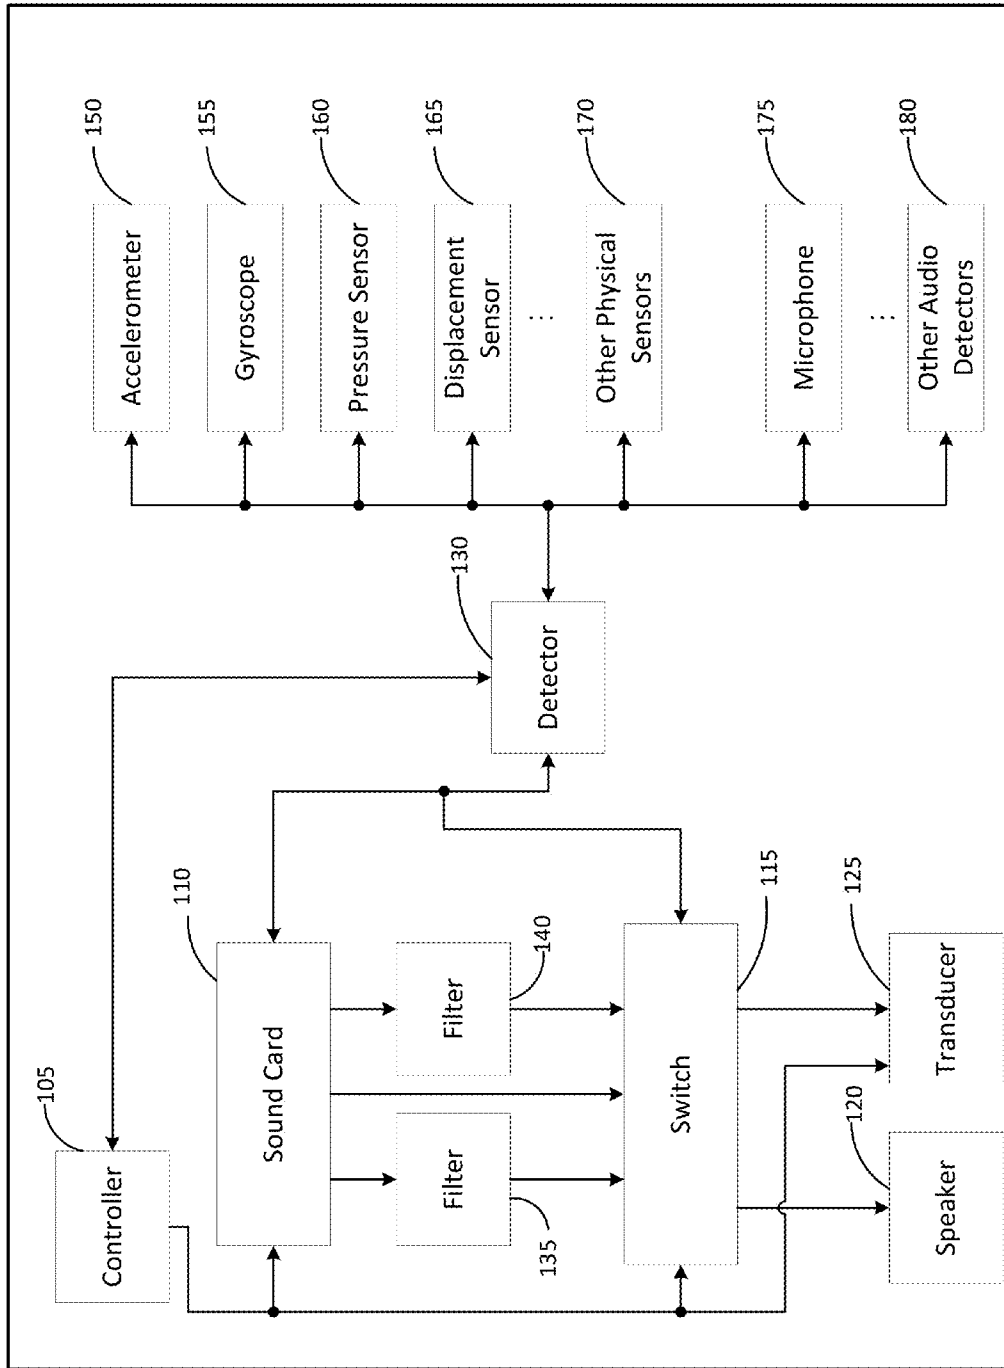 Controller
105
Sound Card
110
Filter
135
Filter
140
Switch
115
Speaker
120
Transducer
125
Detector
130
Accelerometer
150
Gyroscope
155
Pressure Sensor
160
Displacement
Sensor
165
...
Other Physical
Sensors
170
Microphone
175
...
Other Audio
Detectors
180